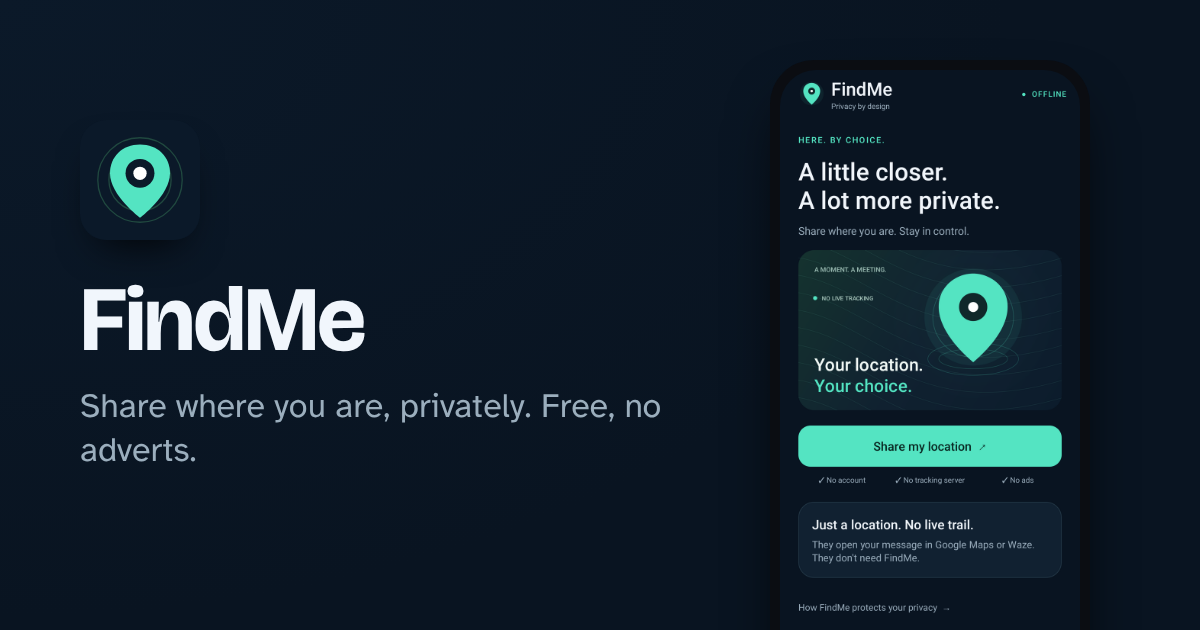 FindMe
Share where you are, privately. Free, no
adverts.
FindMe
Privacy by design
• OFFLINE
HERE. BY CHOICE.
A little closer.
A lot more private.
Share where you are. Stay in control.
A MOMENT. A MEETING.
• NO LIVE TRACKING
Your location.
Your choice.
Share my location ↗
✓ No account ✓ No tracking server ✓ No ads
Just a location. No live trail.
They open your message in Google Maps or Waze.
They don't need FindMe.
How FindMe protects your privacy →